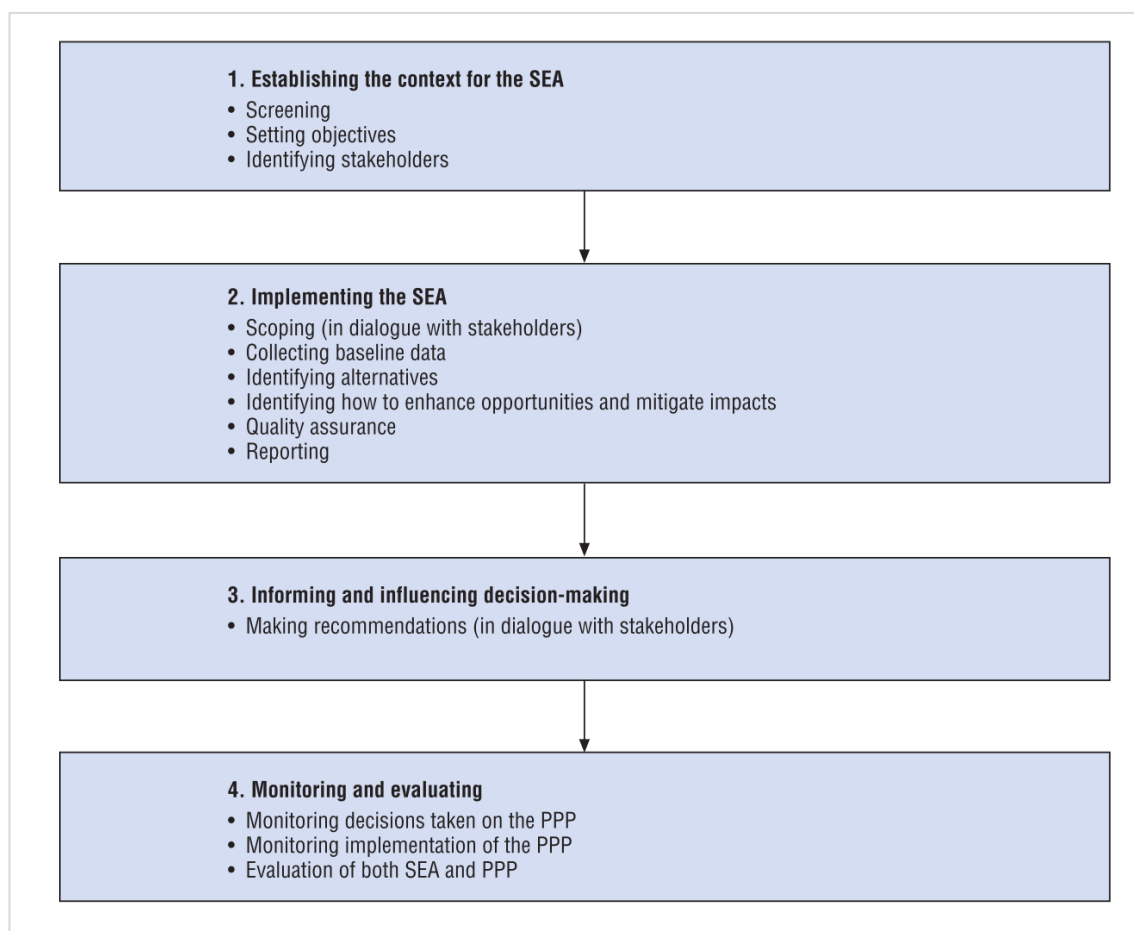 1. Establishing the context for the SEA
• Screening
• Setting objectives
• Identifying stakeholders
2. Implementing the SEA
• Scoping (in dialogue with stakeholders)
• Collecting baseline data
• Identifying alternatives
• Identifying how to enhance opportunities and mitigate impacts
• Quality assurance
• Reporting
3. Informing and influencing decision-making
• Making recommendations (in dialogue with stakeholders)
4. Monitoring and evaluating
• Monitoring decisions taken on the PPP
• Monitoring implementation of the PPP
• Evaluation of both SEA and PPP